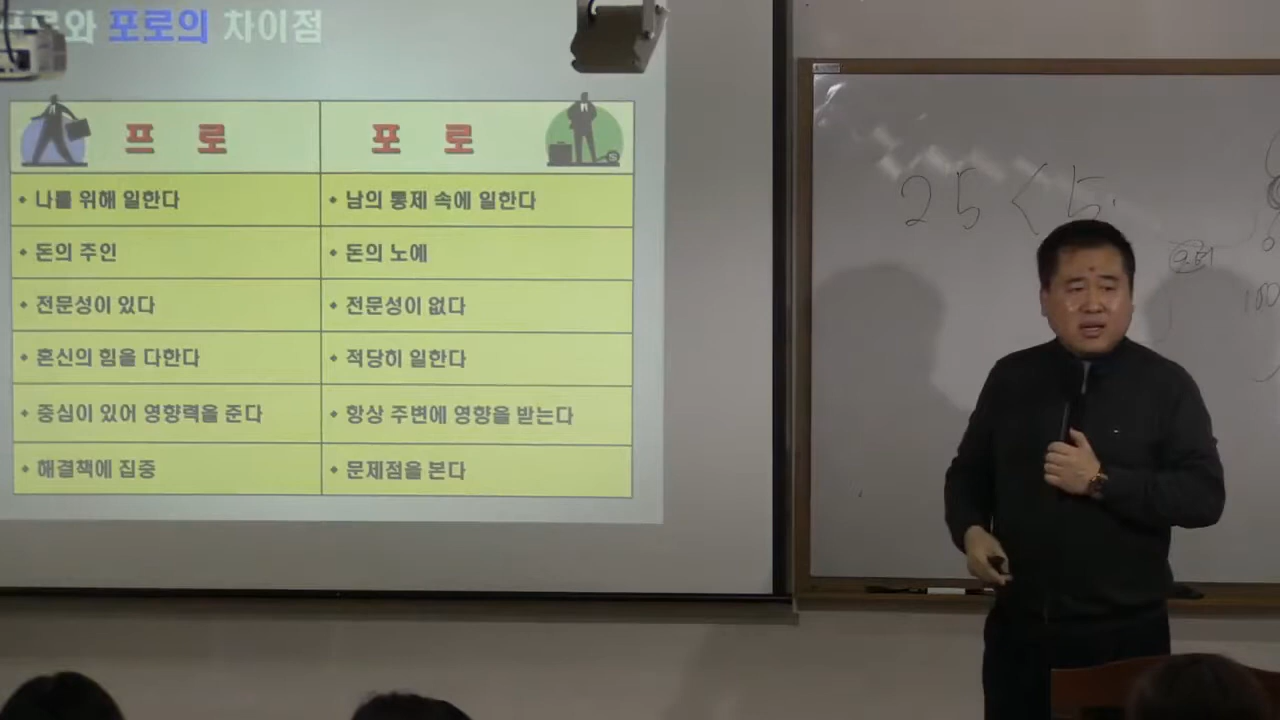 프로와 포로의 차이점
프 로 포 로
• 나를 위해 일한다 • 남의 통제 속에 일한다
• 돈의 주인 • 돈의 노예
• 전문성이 있다 • 전문성이 없다
• 혼신의 힘을 다한다 • 적당히 일한다
• 중심이 있어 영향력을 준다 • 항상 주변에 영향을 받는다
• 해결책에 집중 • 문제점을 본다
25 < 5